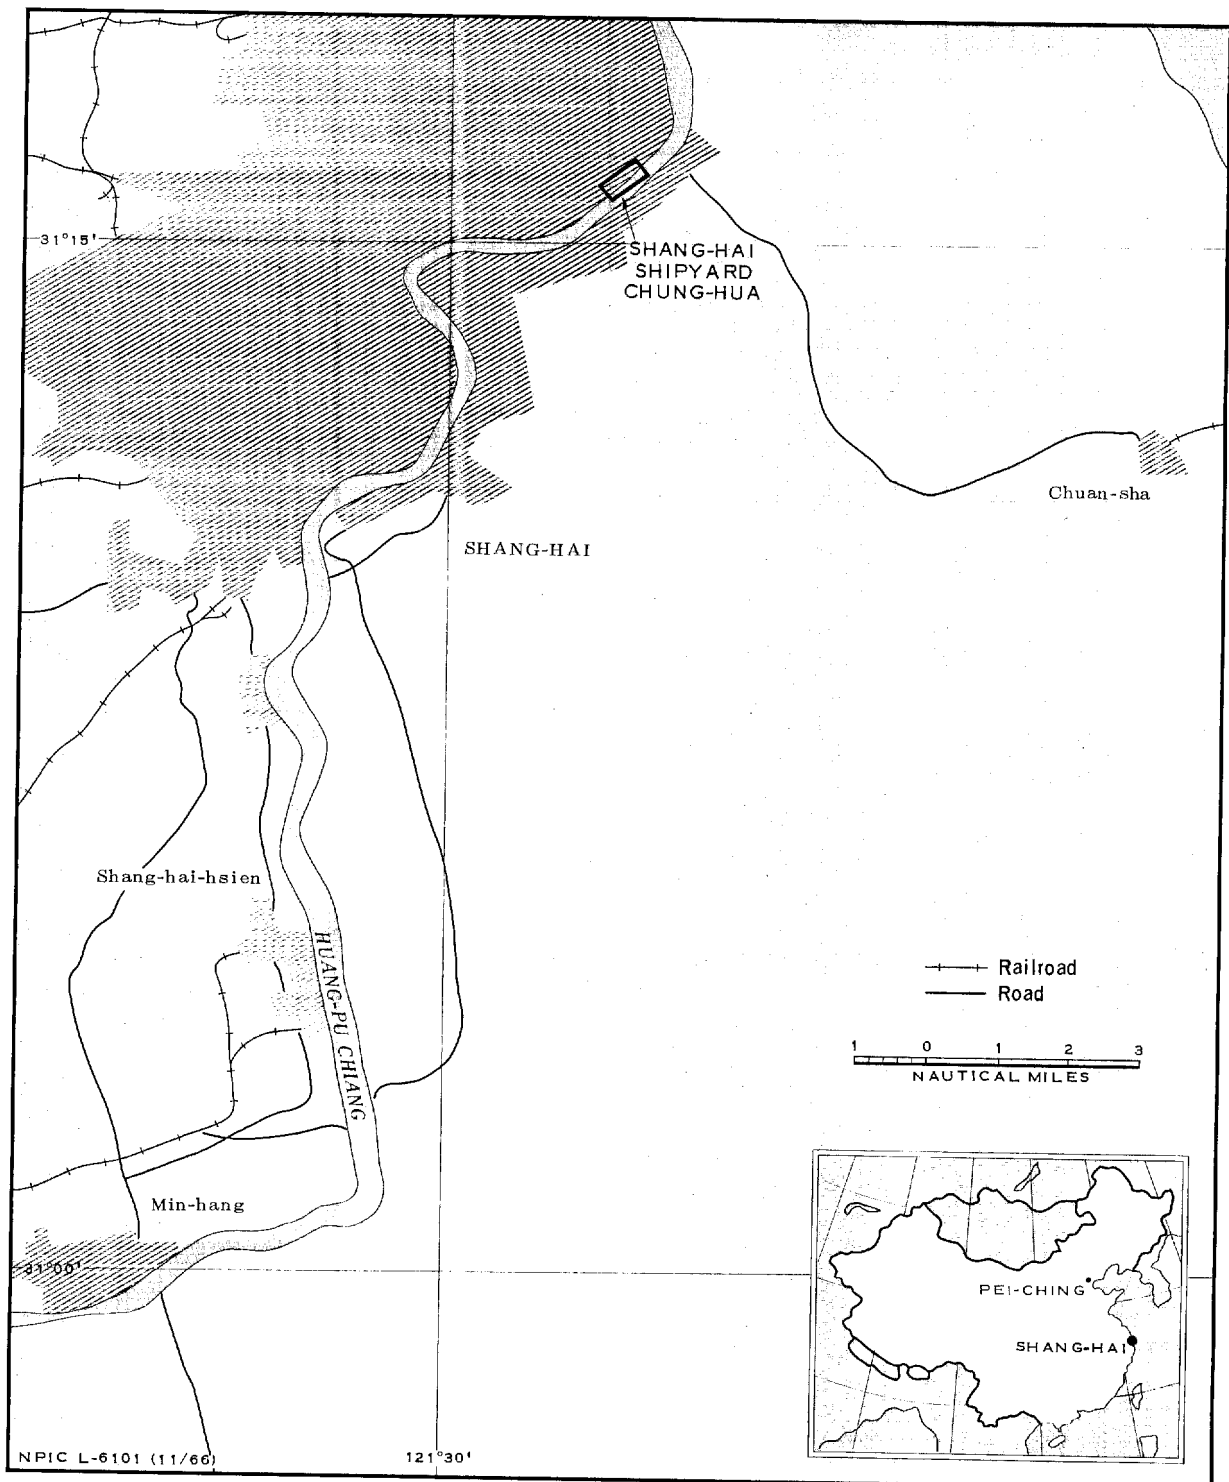 31°15'
SHANG-HAI
SHIPYARD
CHUNG-HUA
Chuan-sha
SHANG-HAI
Shang-hai-hsien
HUANG-PU CHIANG
Railroad
Road
1 0 1 2 3
NAUTICAL MILES
Min-hang
31°00'
PEI-CHING
SHANG-HAI
NPIC L-6101 (11/66)
121°30'